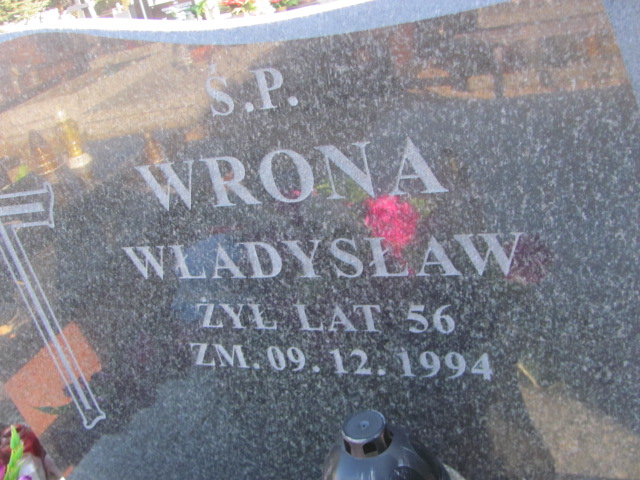 Ś.P.
WRONA
WŁADYSŁAW
ŻYŁ LAT 56
ZM. 09. 12. 1994